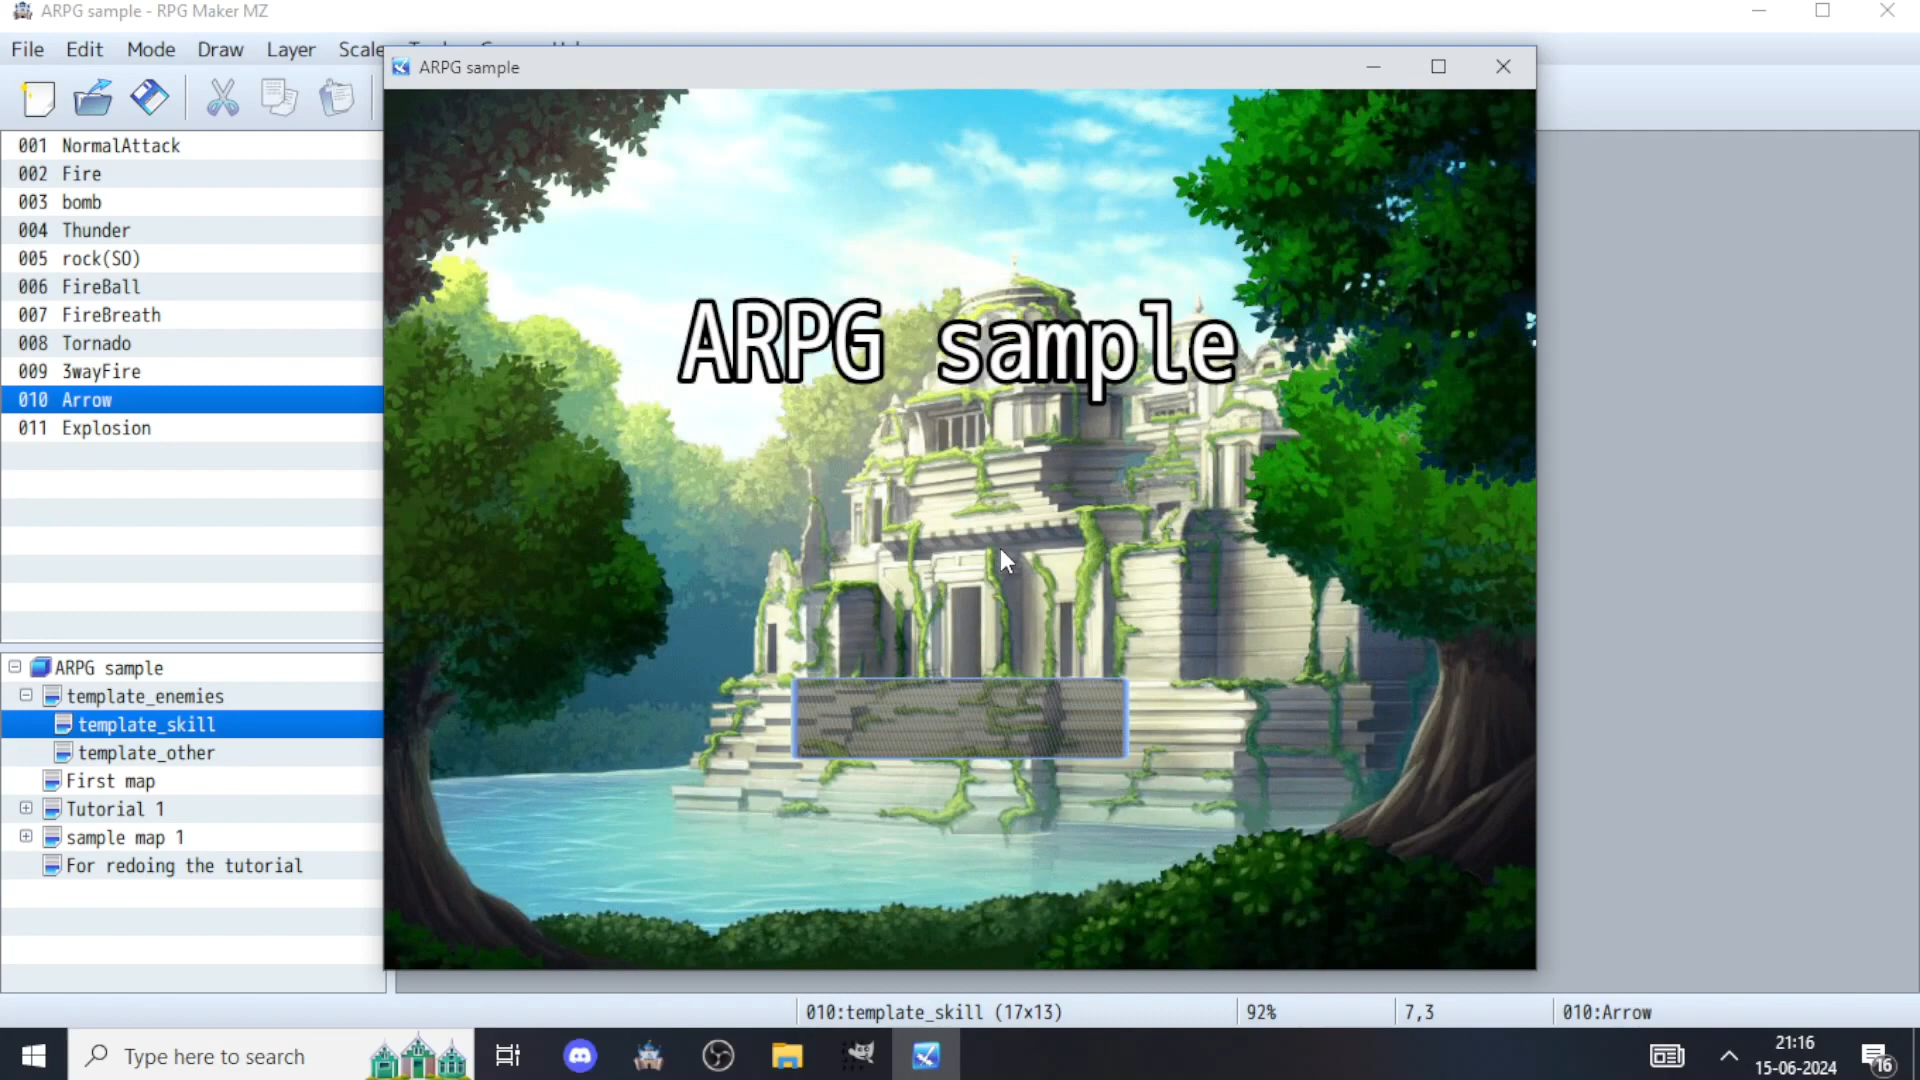 ARPG sample - RPG Maker MZ
File Edit Mode Draw Layer Scale
ARPG sample
001 NormalAttack
002 Fire
003 bomb
004 Thunder
005 rock(SO)
006 FireBall
007 FireBreath
008 Tornado
009 3wayFire
010 Arrow
011 Explosion
ARPG sample
ARPG sample
template_enemies
template_skill
template_other
First map
Tutorial 1
sample map 1
For redoing the tutorial
010:template_skill (17x13) 92% 7,3 010:Arrow
Type here to search
21:16
15-06-2024
16